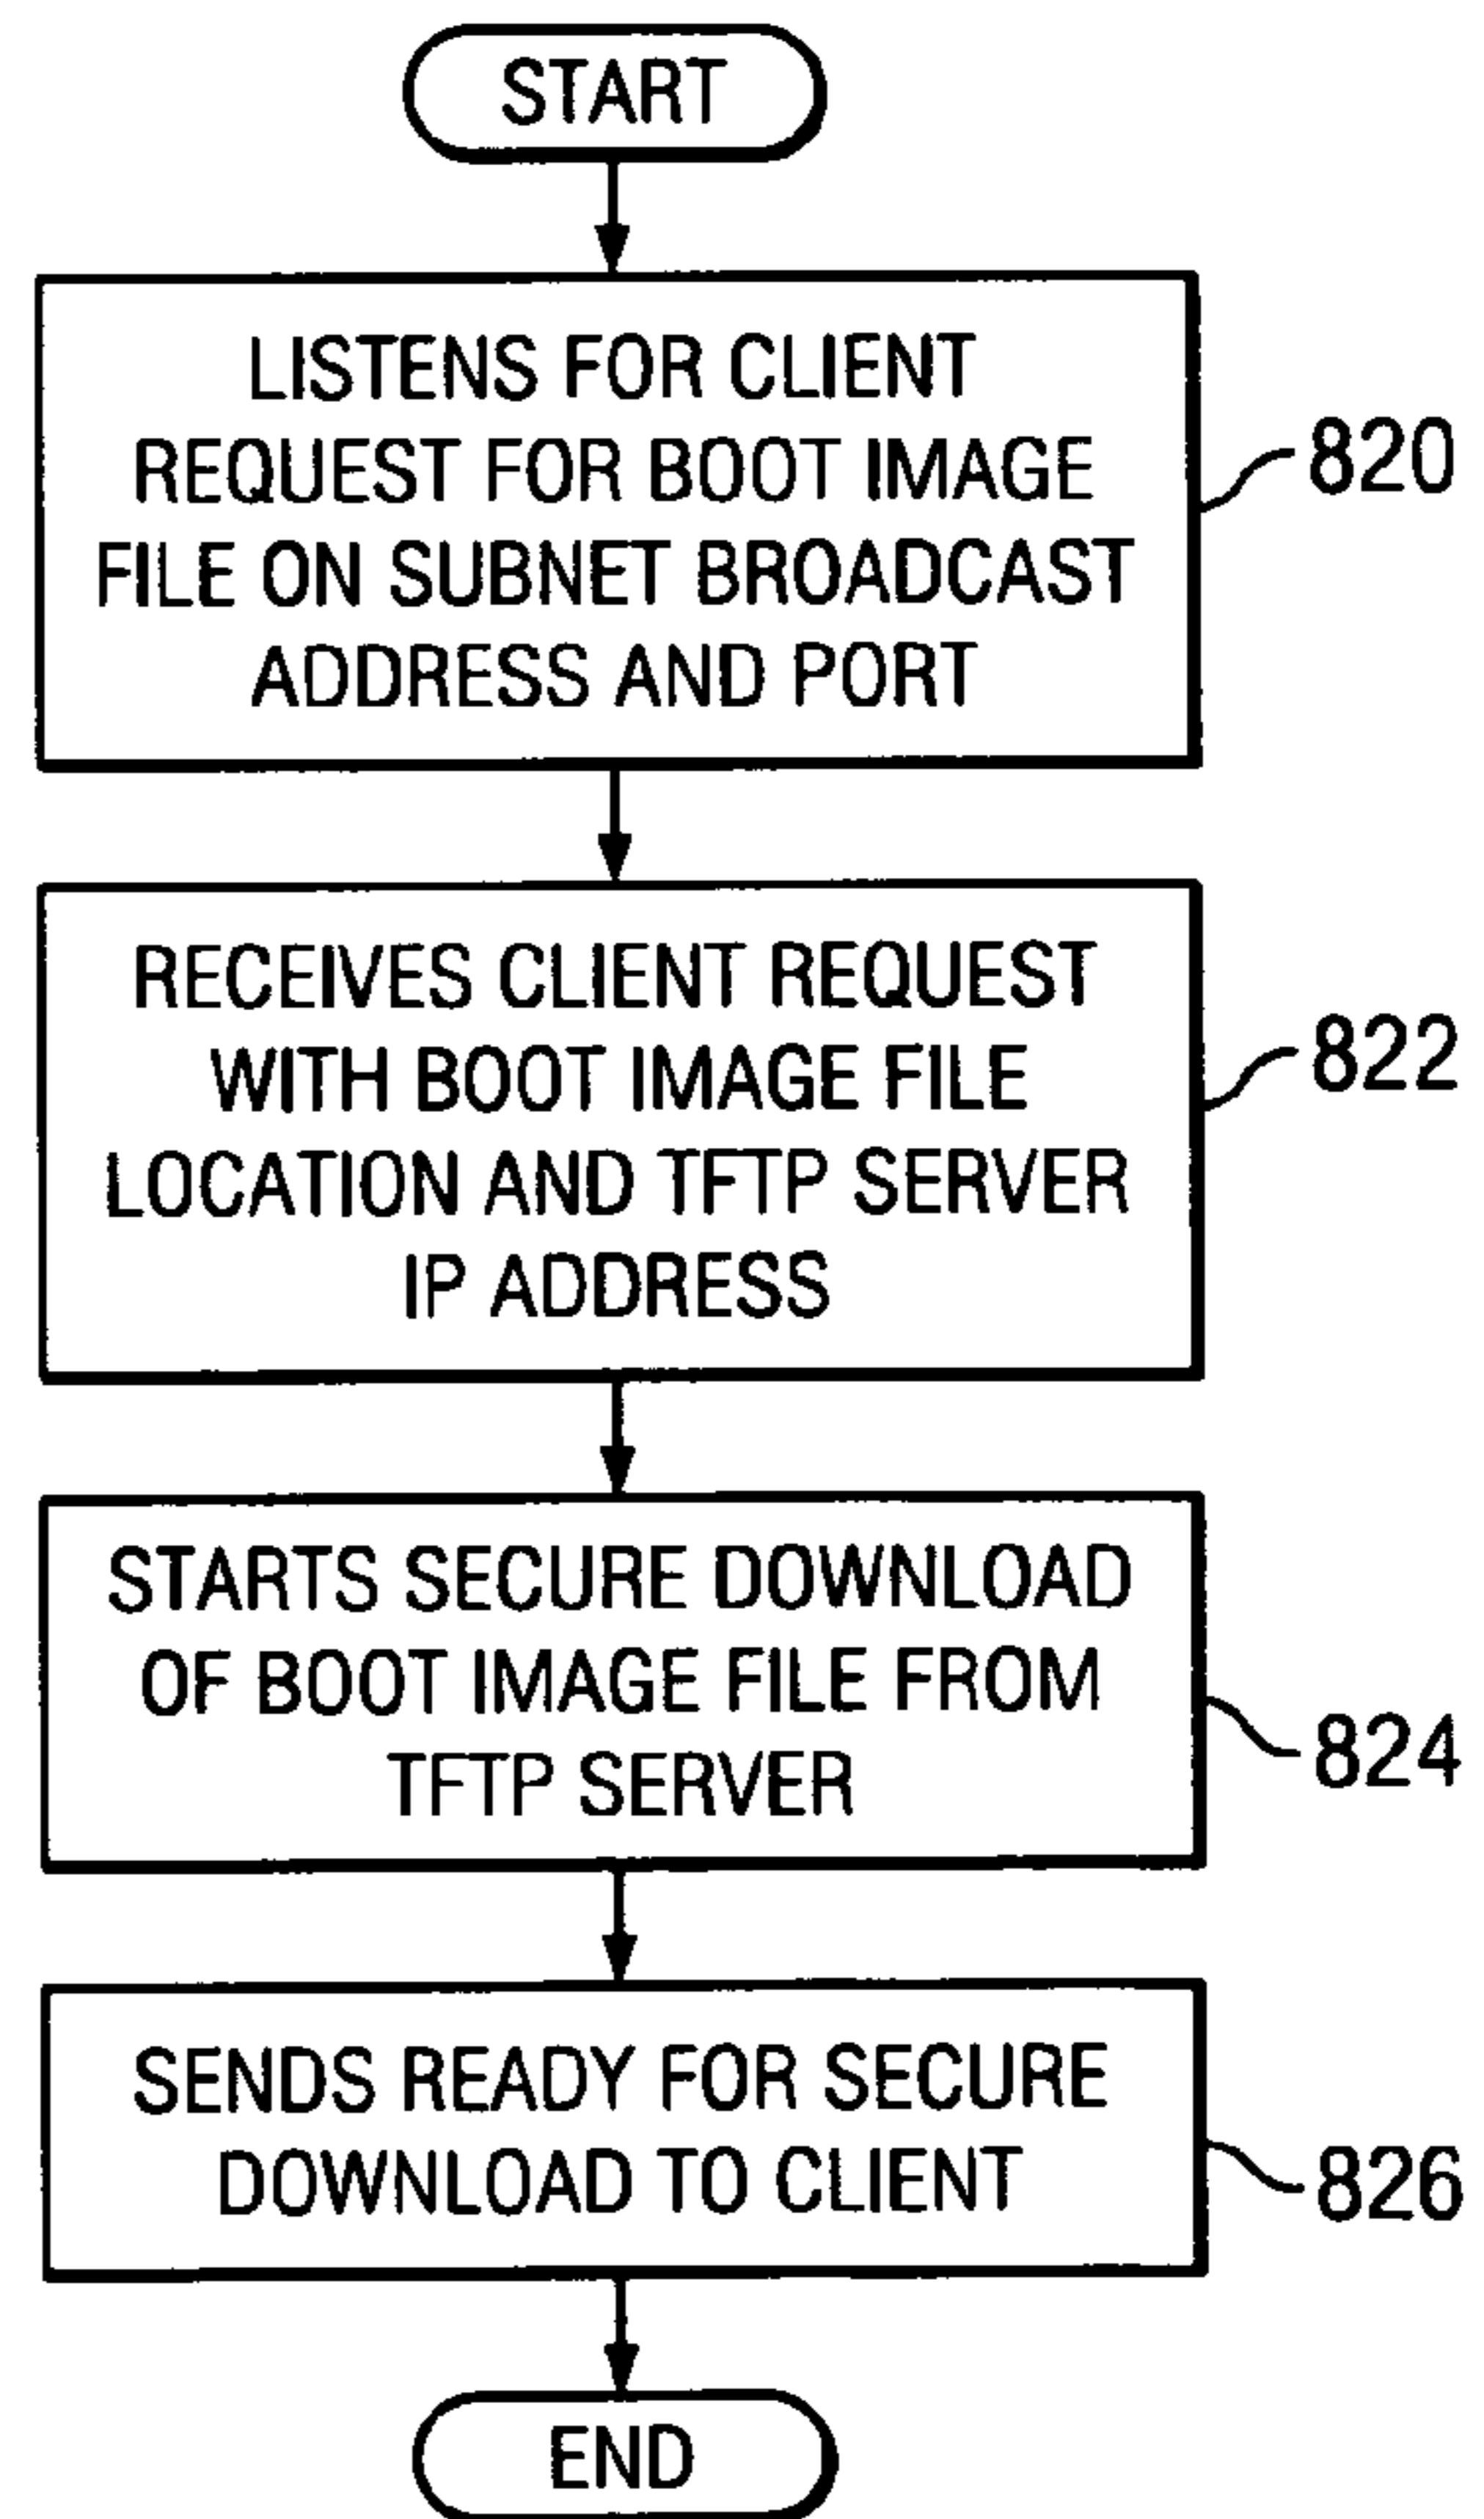 START
LISTENS FOR CLIENT
REQUEST FOR BOOT IMAGE
FILE ON SUBNET BROADCAST
ADDRESS AND PORT
820
RECEIVES CLIENT REQUEST
WITH BOOT IMAGE FILE
LOCATION AND TFTP SERVER
IP ADDRESS
822
STARTS SECURE DOWNLOAD
OF BOOT IMAGE FILE FROM
TFTP SERVER
824
SENDS READY FOR SECURE
DOWNLOAD TO CLIENT
826
END